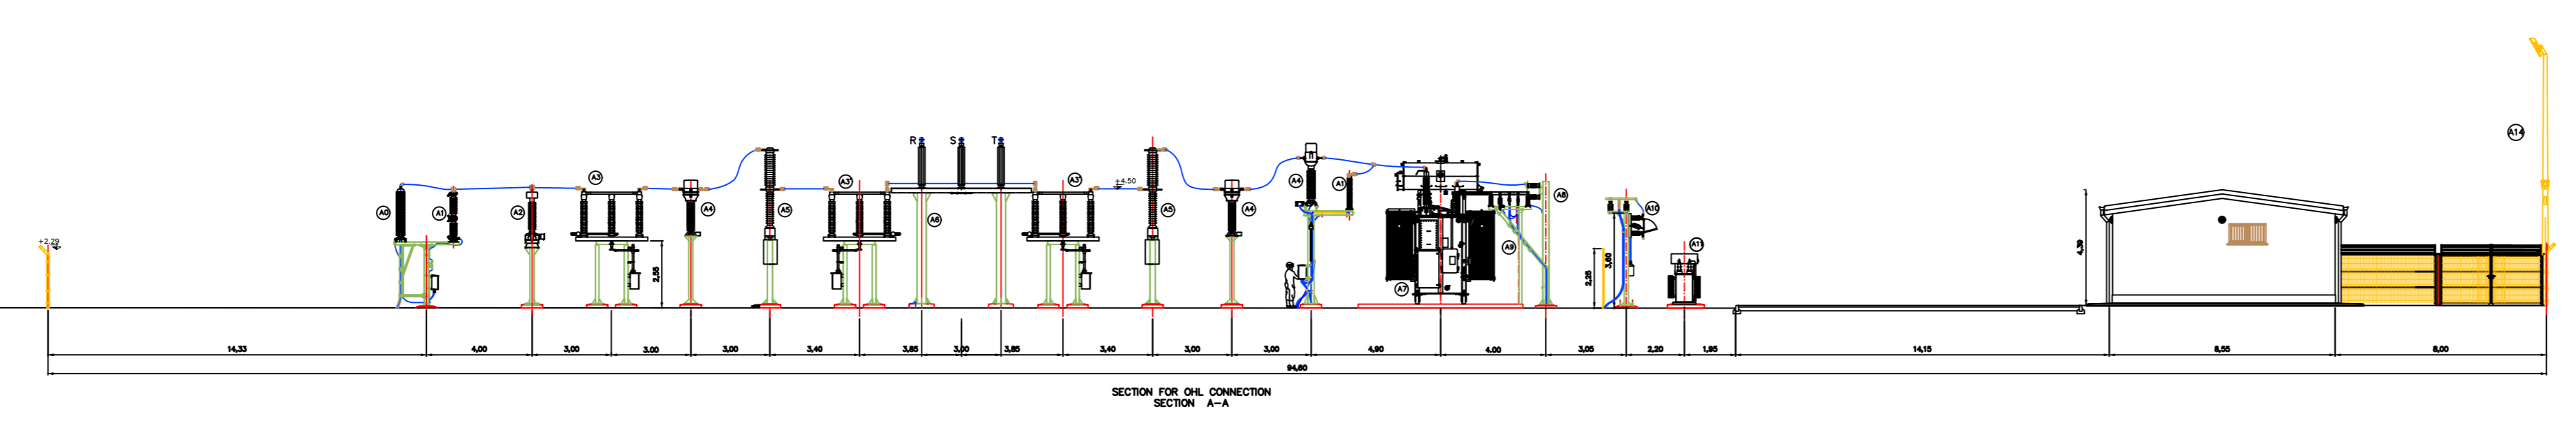 A14
R S T
A3 A3' A3' +4.50
A4 A1
A0 A1 A2 A4 A5 A6 A5 A4 A8 A10
+2.29 A9 A11
2,55 2,25 3,60 4,39
A7
14,33 4,00 3,00 3.00 3,00 3,40 3,85 3,00 3,85 3,40 3,00 3,00 4,90 4.00 3,05 2,20 1,95 14,15 8,55 8,00
94,60
SECTION FOR OHL CONNECTION
SECTION A-A